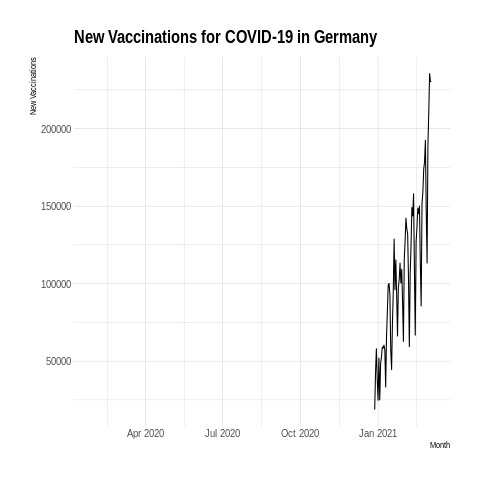 New Vaccinations for COVID-19 in Germany
New Vaccinations
200000
150000
100000
50000
Apr 2020 Jul 2020 Oct 2020 Jan 2021
Month